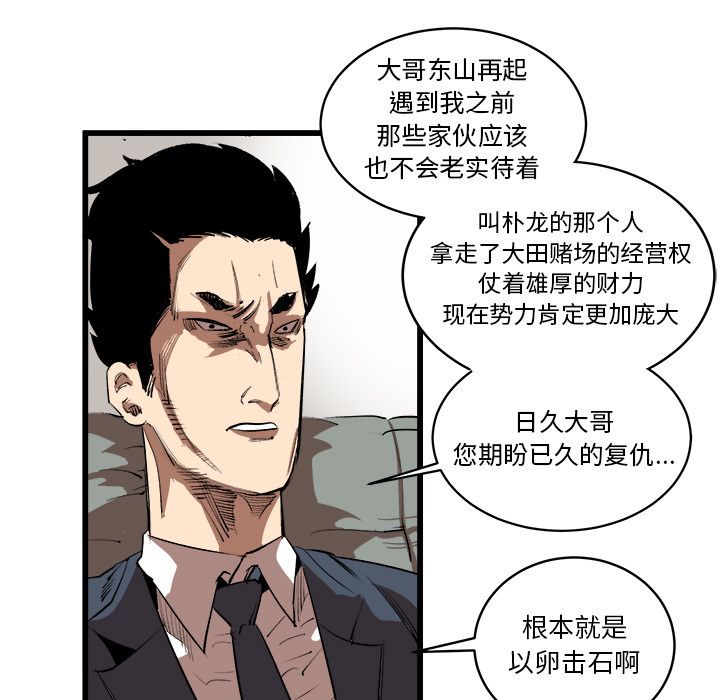 大哥东山再起
遇到我之前
那些家伙应该
也不会老实待着
叫朴龙的那个人
拿走了大田赌场的经营权
仗着雄厚的财力
现在势力肯定更加庞大
日久大哥
您期盼已久的复仇...
根本就是
以卵击石啊